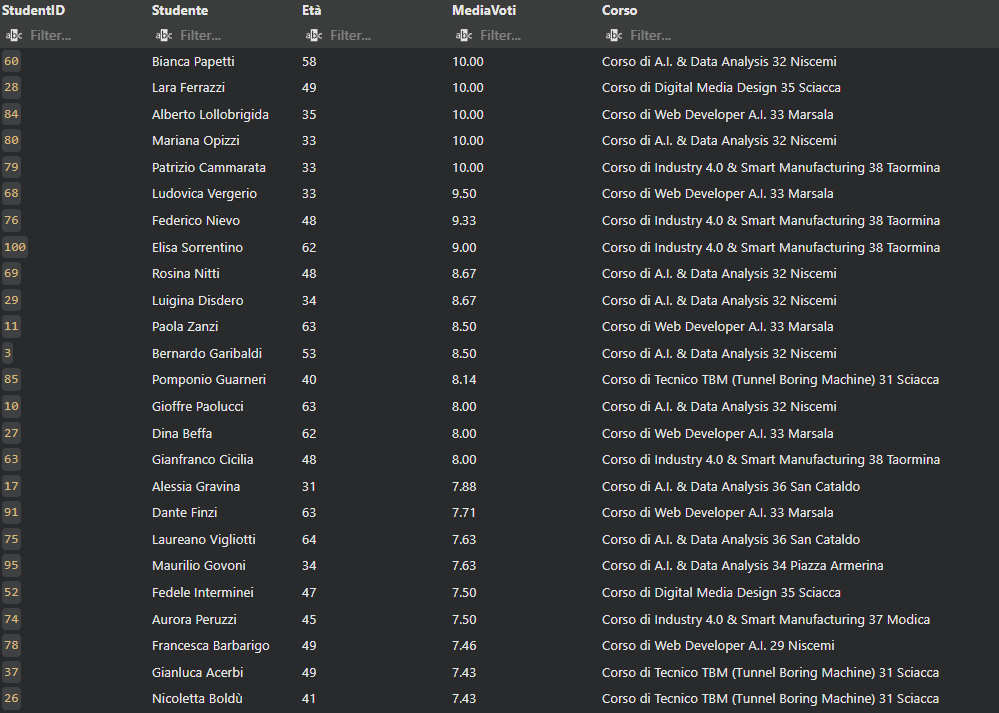 StudentID Studente Età MediaVoti Corso
abc Filter... abc Filter... abc Filter... abc Filter... abc Filter...
60 Bianca Papetti 58 10.00 Corso di A.I. & Data Analysis 32 Niscemi
28 Lara Ferrazzi 49 10.00 Corso di Digital Media Design 35 Sciacca
84 Alberto Lollobrigida 35 10.00 Corso di Web Developer A.I. 33 Marsala
80 Mariana Opizzi 33 10.00 Corso di A.I. & Data Analysis 32 Niscemi
79 Patrizio Cammarata 33 10.00 Corso di Industry 4.0 & Smart Manufacturing 38 Taormina
68 Ludovica Vergerio 33 9.50 Corso di Web Developer A.I. 33 Marsala
76 Federico Nievo 48 9.33 Corso di Industry 4.0 & Smart Manufacturing 38 Taormina
100 Elisa Sorrentino 62 9.00 Corso di Industry 4.0 & Smart Manufacturing 38 Taormina
69 Rosina Nitti 48 8.67 Corso di A.I. & Data Analysis 32 Niscemi
29 Luigina Disdero 34 8.67 Corso di A.I. & Data Analysis 32 Niscemi
11 Paola Zanzi 63 8.50 Corso di Web Developer A.I. 33 Marsala
3 Bernardo Garibaldi 53 8.50 Corso di A.I. & Data Analysis 32 Niscemi
85 Pomponio Guarneri 40 8.14 Corso di Tecnico TBM (Tunnel Boring Machine) 31 Sciacca
10 Gioffre Paolucci 63 8.00 Corso di A.I. & Data Analysis 32 Niscemi
27 Dina Beffa 62 8.00 Corso di Web Developer A.I. 33 Marsala
63 Gianfranco Cicilia 48 8.00 Corso di Industry 4.0 & Smart Manufacturing 38 Taormina
17 Alessia Gravina 31 7.88 Corso di A.I. & Data Analysis 36 San Cataldo
91 Dante Finzi 63 7.71 Corso di Web Developer A.I. 33 Marsala
75 Laureano Vigliotti 64 7.63 Corso di A.I. & Data Analysis 36 San Cataldo
95 Maurilio Govoni 34 7.63 Corso di A.I. & Data Analysis 34 Piazza Armerina
52 Fedele Interminei 47 7.50 Corso di Digital Media Design 35 Sciacca
74 Aurora Peruzzi 45 7.50 Corso di Industry 4.0 & Smart Manufacturing 37 Modica
78 Francesca Barbarigo 49 7.46 Corso di Web Developer A.I. 29 Niscemi
37 Gianluca Acerbi 49 7.43 Corso di Tecnico TBM (Tunnel Boring Machine) 31 Sciacca
26 Nicoletta Boldù 41 7.43 Corso di Tecnico TBM (Tunnel Boring Machine) 31 Sciacca